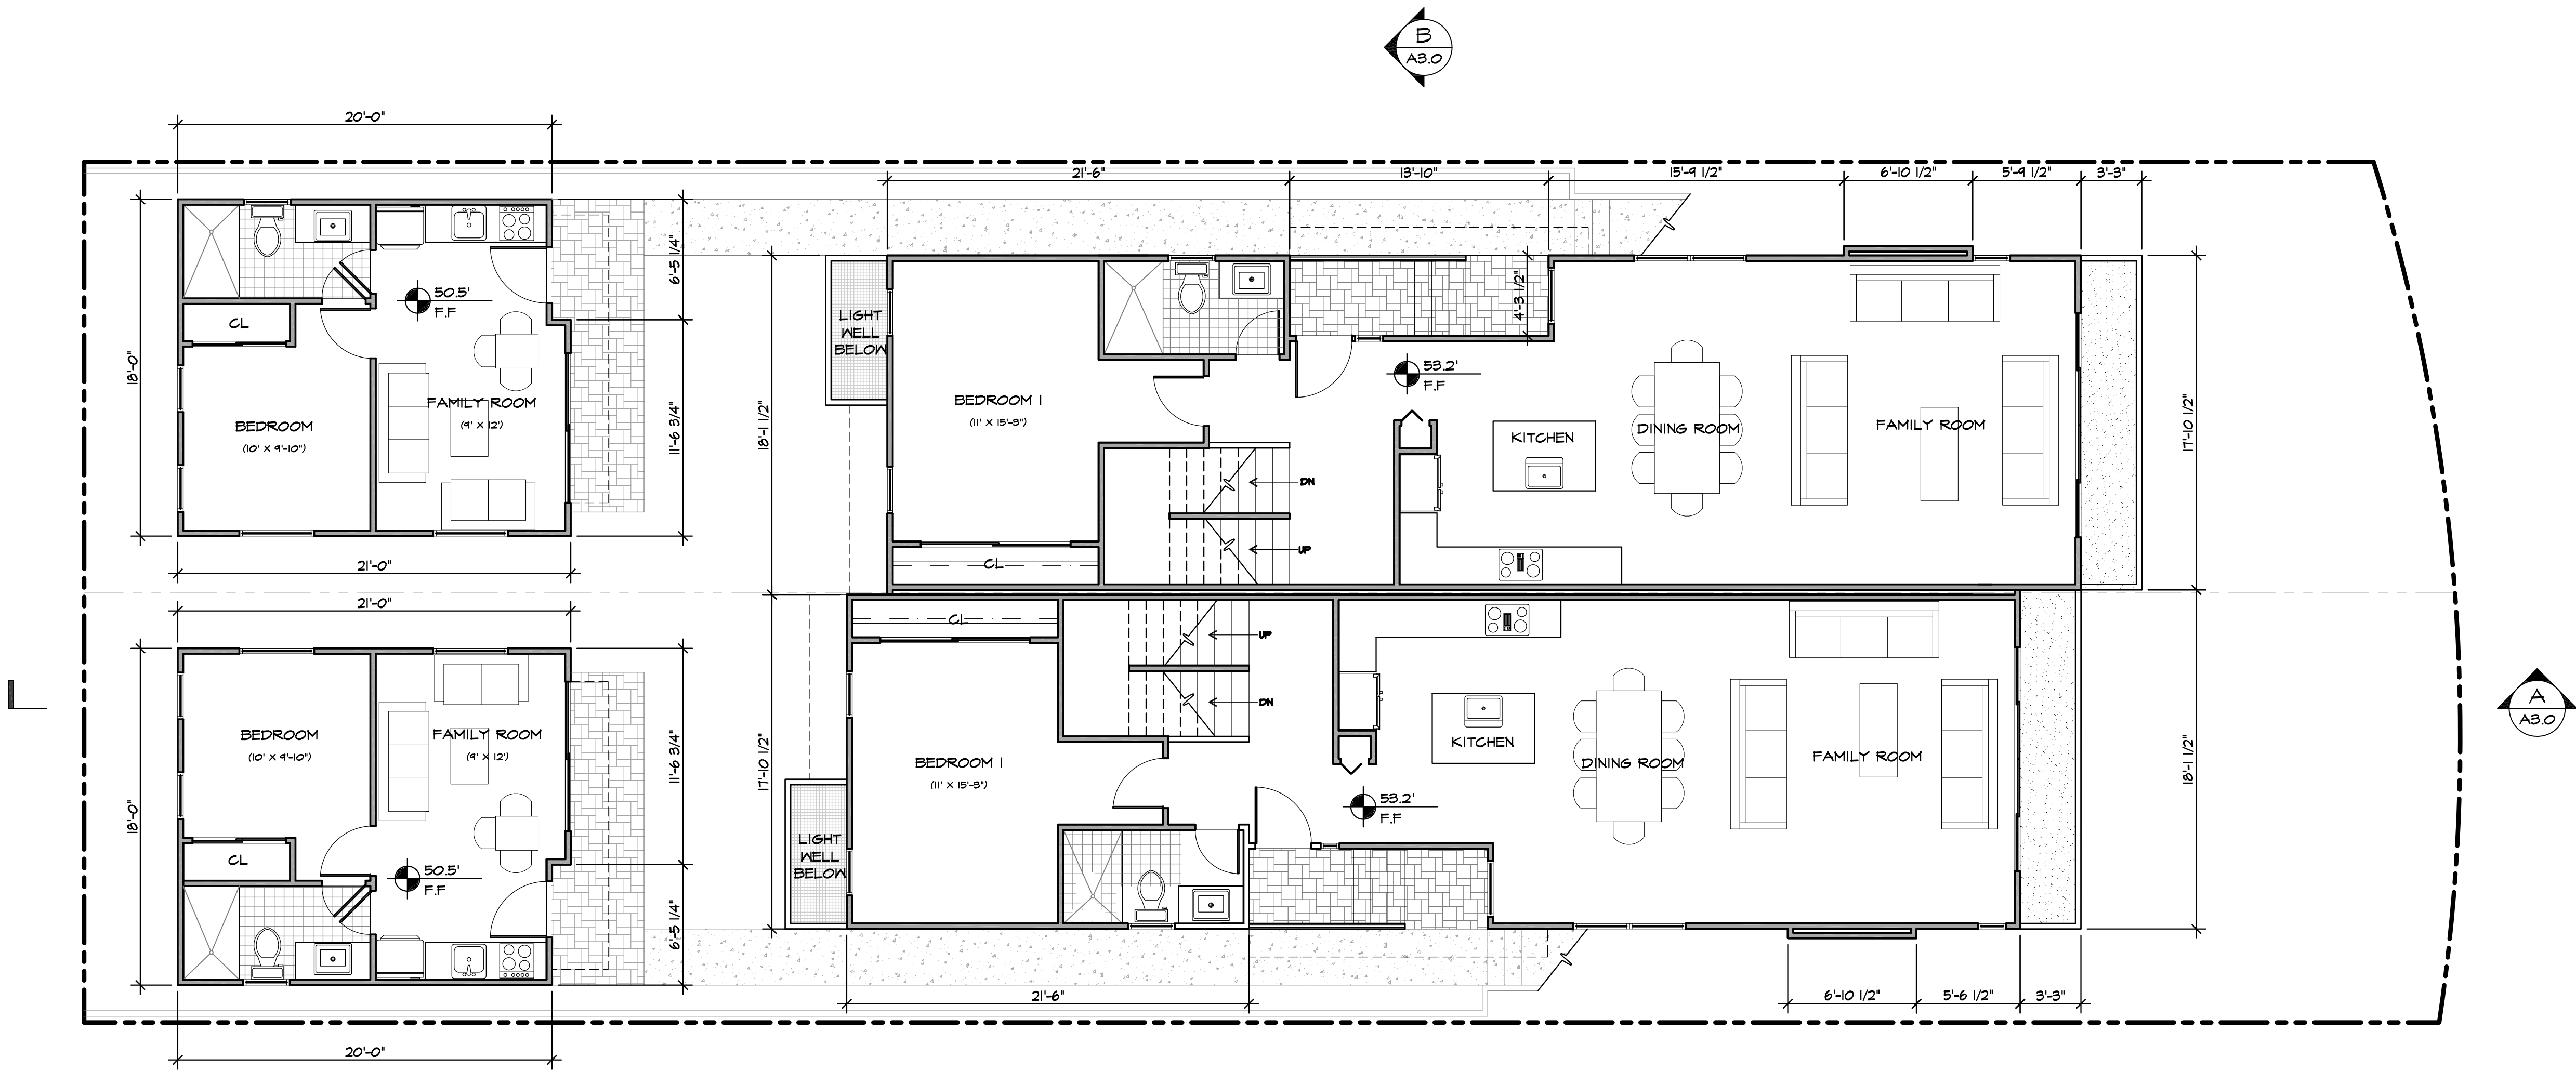 B
A3.0
20'-0"
21'-6"
13'-10"
15'-9 1/2"
6'-10 1/2"
5'-9 1/2"
3'-3"
18'-0"
6'-5 1/4"
11'-6 3/4"
50.5'
F.F
CL
BEDROOM
(10' X 9'-10")
FAMILY ROOM
(9' X 12')
21'-0"
18'-1 1/2"
LIGHT
WELL
BELOW
BEDROOM 1
(11' X 15'-3")
CL
DN
UP
4'-3 1/2"
53.2'
F.F
KITCHEN
DINING ROOM
FAMILY ROOM
17'-10 1/2"
21'-0"
18'-0"
BEDROOM
(10' X 9'-10")
FAMILY ROOM
(9' X 12')
CL
50.5'
F.F
11'-6 3/4"
6'-5 1/4"
20'-0"
17'-10 1/2"
CL
UP
DN
BEDROOM 1
(11' X 15'-3")
LIGHT
WELL
BELOW
53.2'
F.F
KITCHEN
DINING ROOM
FAMILY ROOM
18'-1 1/2"
21'-6"
6'-10 1/2"
5'-6 1/2"
3'-3"
A
A3.0